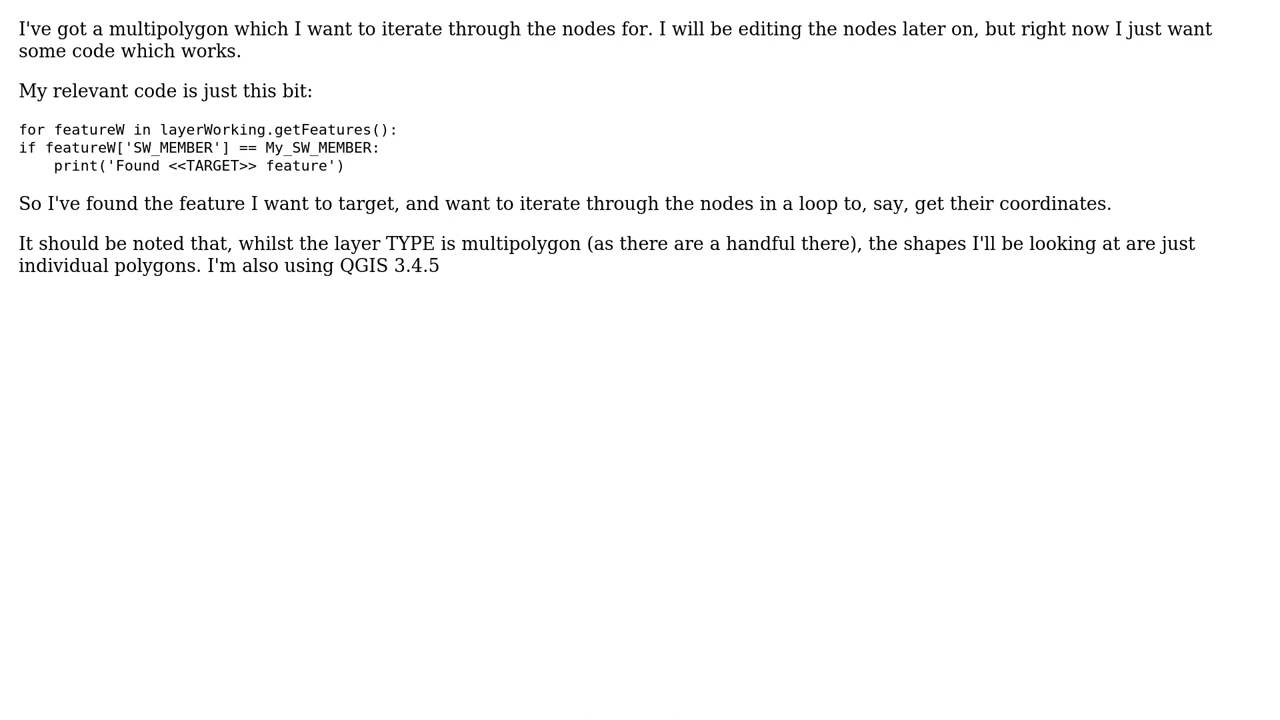 I've got a multipolygon which I want to iterate through the nodes for. I will be editing the nodes later on, but right now I just want
some code which works.
My relevant code is just this bit:
for featureW in layerWorking.getFeatures():
if featureW['SW_MEMBER'] == My_SW_MEMBER:
    print('Found <<TARGET>> feature')
So I've found the feature I want to target, and want to iterate through the nodes in a loop to, say, get their coordinates.
It should be noted that, whilst the layer TYPE is multipolygon (as there are a handful there), the shapes I'll be looking at are just
individual polygons. I'm also using QGIS 3.4.5